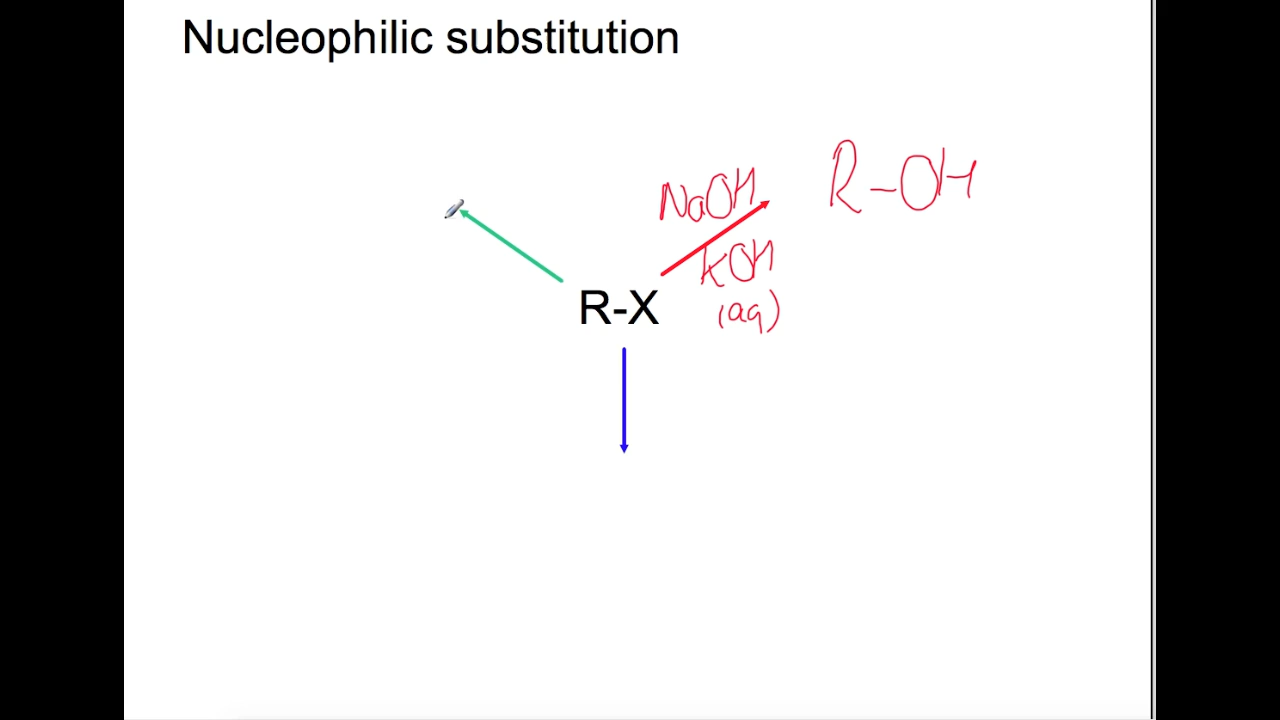 Nucleophilic substitution
R-OH
NaOH
KOH
(aq)
R-X